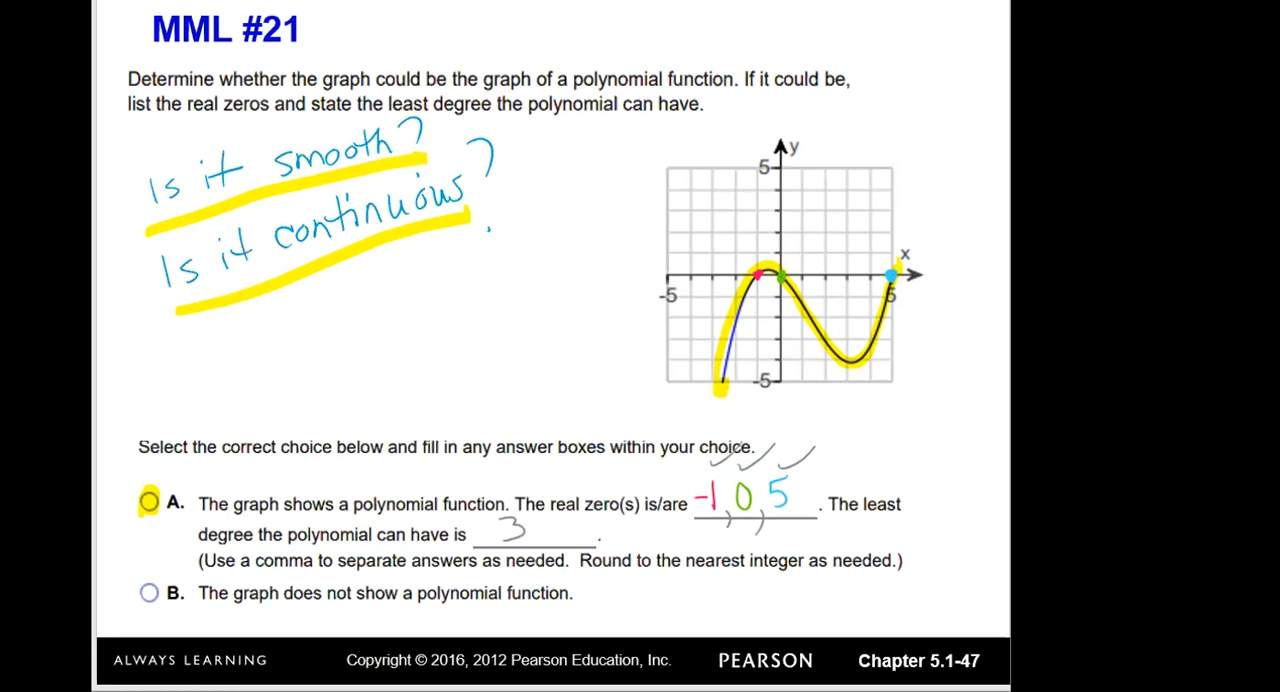 MML #21
Determine whether the graph could be the graph of a polynomial function. If it could be,
list the real zeros and state the least degree the polynomial can have.
Is it smooth?
Is it continuous?
y
5
x
-5
5
-5
Select the correct choice below and fill in any answer boxes within your choice.
A. The graph shows a polynomial function. The real zero(s) is/are -1, 0, 5 . The least
degree the polynomial can have is 3 .
(Use a comma to separate answers as needed. Round to the nearest integer as needed.)
B. The graph does not show a polynomial function.
ALWAYS LEARNING Copyright © 2016, 2012 Pearson Education, Inc. PEARSON Chapter 5.1-47